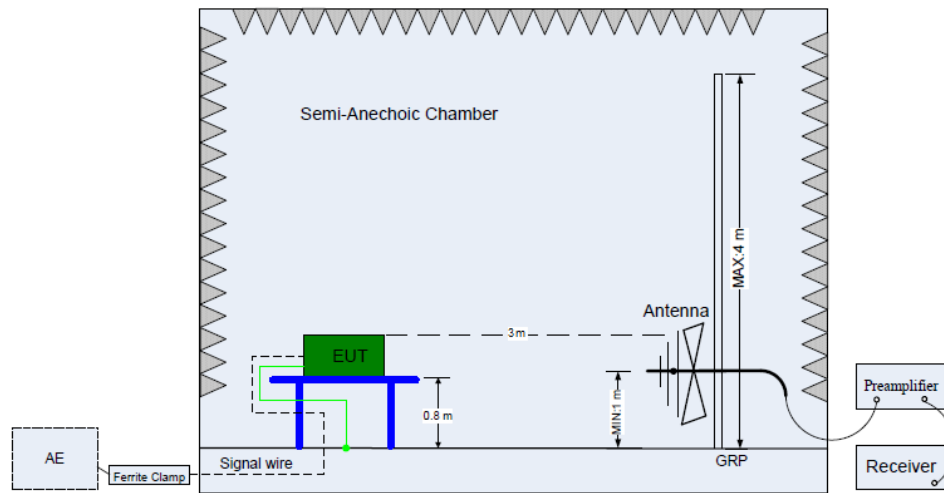 Semi-Anechoic Chamber
MAX:4 m
Antenna
3m
EUT
Preamplifier
0.8 m
MIN:1 m
AE
Ferrite Clamp
Signal wire
GRP
Receiver